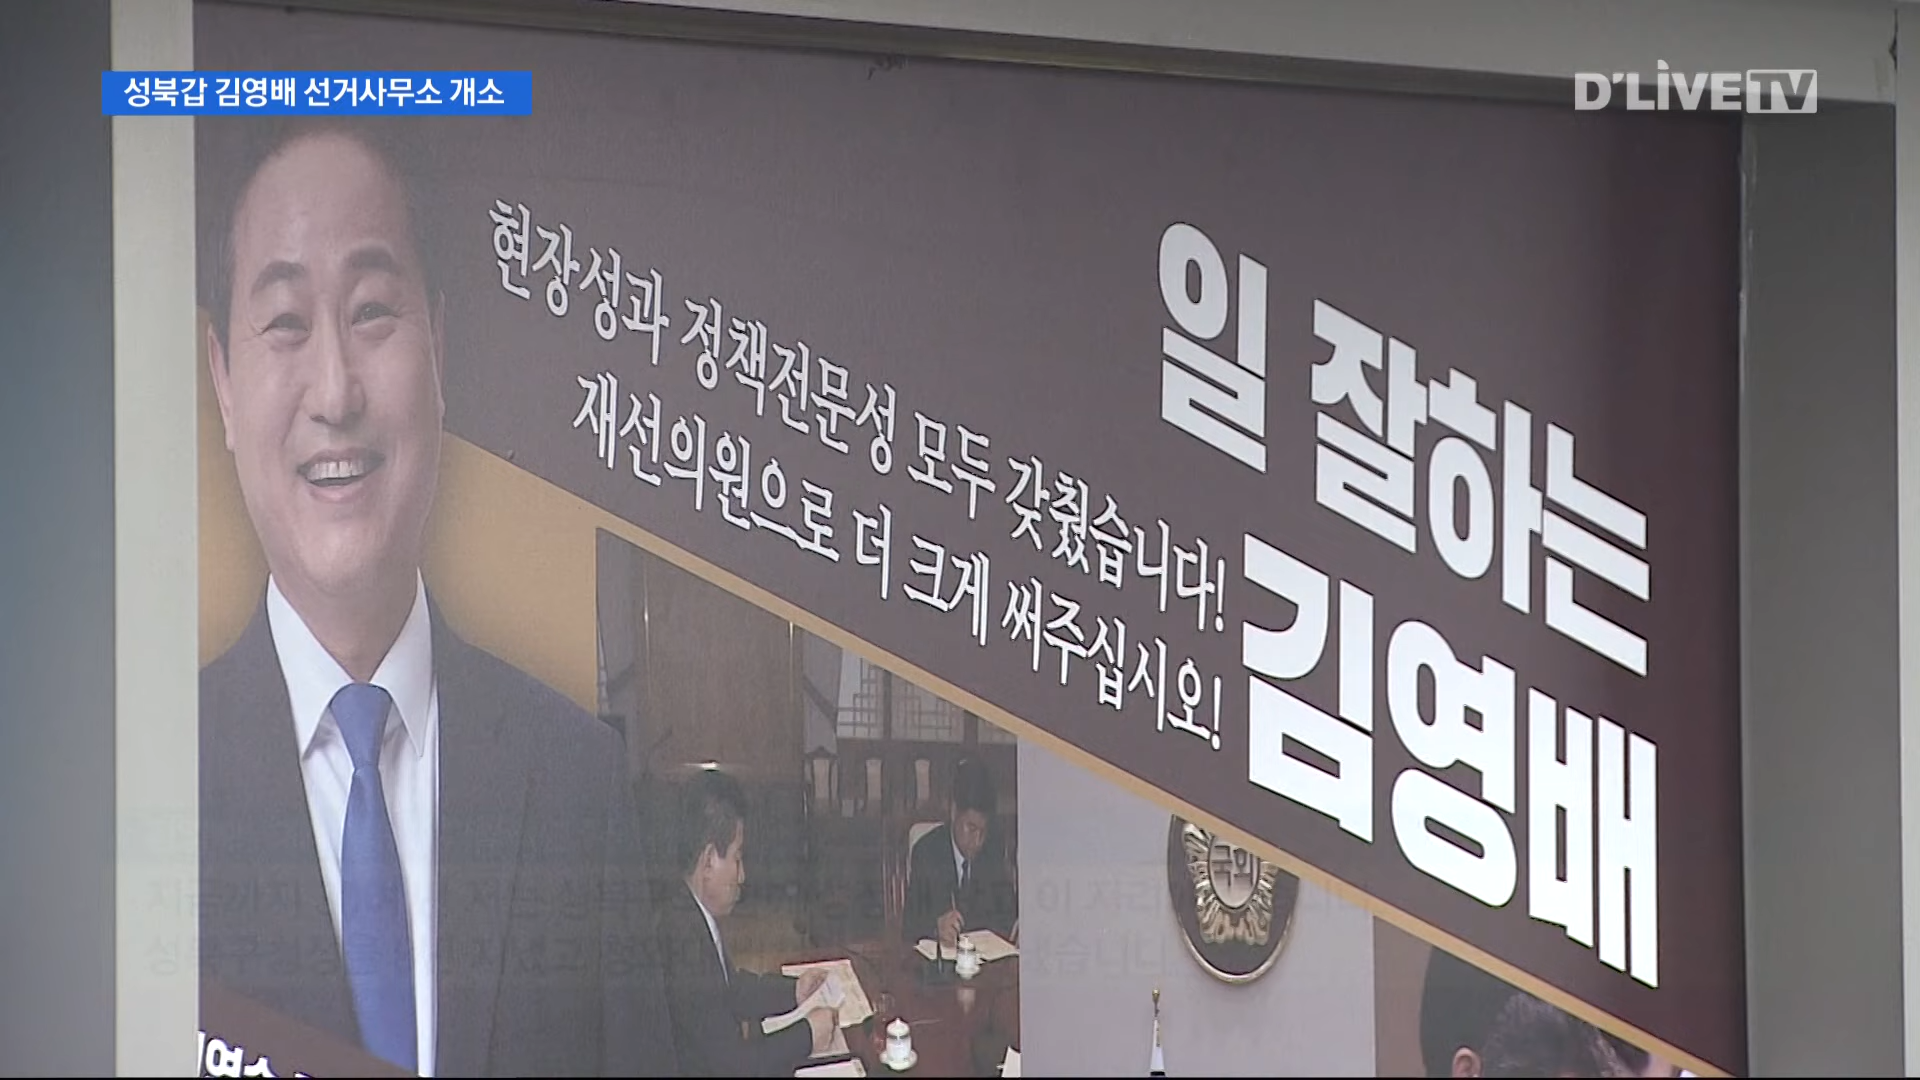 성북갑 김영배 선거사무소 개소
D'LIVE TV
현장성과 정책전문성 모두 갖췄습니다!
재선의원으로 더 크게 써주십시오!
일 잘하는
김영배
국회